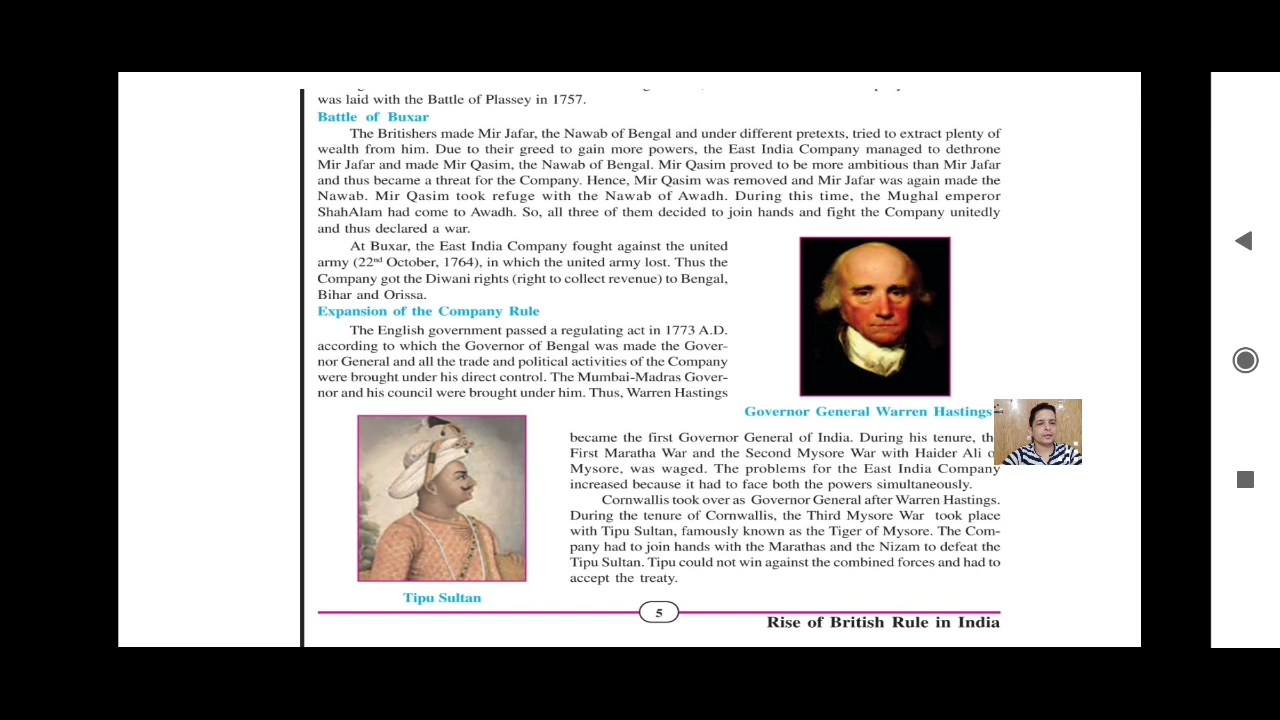 was laid with the Battle of Plassey in 1757.
Battle of Buxar
The Britishers made Mir Jafar, the Nawab of Bengal and under different pretexts, tried to extract plenty of
wealth from him. Due to their greed to gain more powers, the East India Company managed to dethrone
Mir Jafar and made Mir Qasim, the Nawab of Bengal. Mir Qasim proved to be more ambitious than Mir Jafar
and thus became a threat for the Company. Hence, Mir Qasim was removed and Mir Jafar was again made the
Nawab. Mir Qasim took refuge with the Nawab of Awadh. During this time, the Mughal emperor
ShahAlam had come to Awadh. So, all three of them decided to join hands and fight the Company unitedly
and thus declared a war.
At Buxar, the East India Company fought against the united
army (22nd October, 1764), in which the united army lost. Thus the
Company got the Diwani rights (right to collect revenue) to Bengal,
Bihar and Orissa.
Expansion of the Company Rule
The English government passed a regulating act in 1773 A.D.
according to which the Governor of Bengal was made the Gover-
nor General and all the trade and political activities of the Company
were brought under his direct control. The Mumbai-Madras Gover-
nor and his council were brought under him. Thus, Warren Hastings
Governor General Warren Hastings
became the first Governor General of India. During his tenure, th
First Maratha War and the Second Mysore War with Haider Ali o
Mysore, was waged. The problems for the East India Company
increased because it had to face both the powers simultaneously.
Cornwallis took over as Governor General after Warren Hastings.
During the tenure of Cornwallis, the Third Mysore War took place
with Tipu Sultan, famously known as the Tiger of Mysore. The Com-
pany had to join hands with the Marathas and the Nizam to defeat the
Tipu Sultan. Tipu could not win against the combined forces and had to
accept the treaty.
Tipu Sultan
5
Rise of British Rule in India